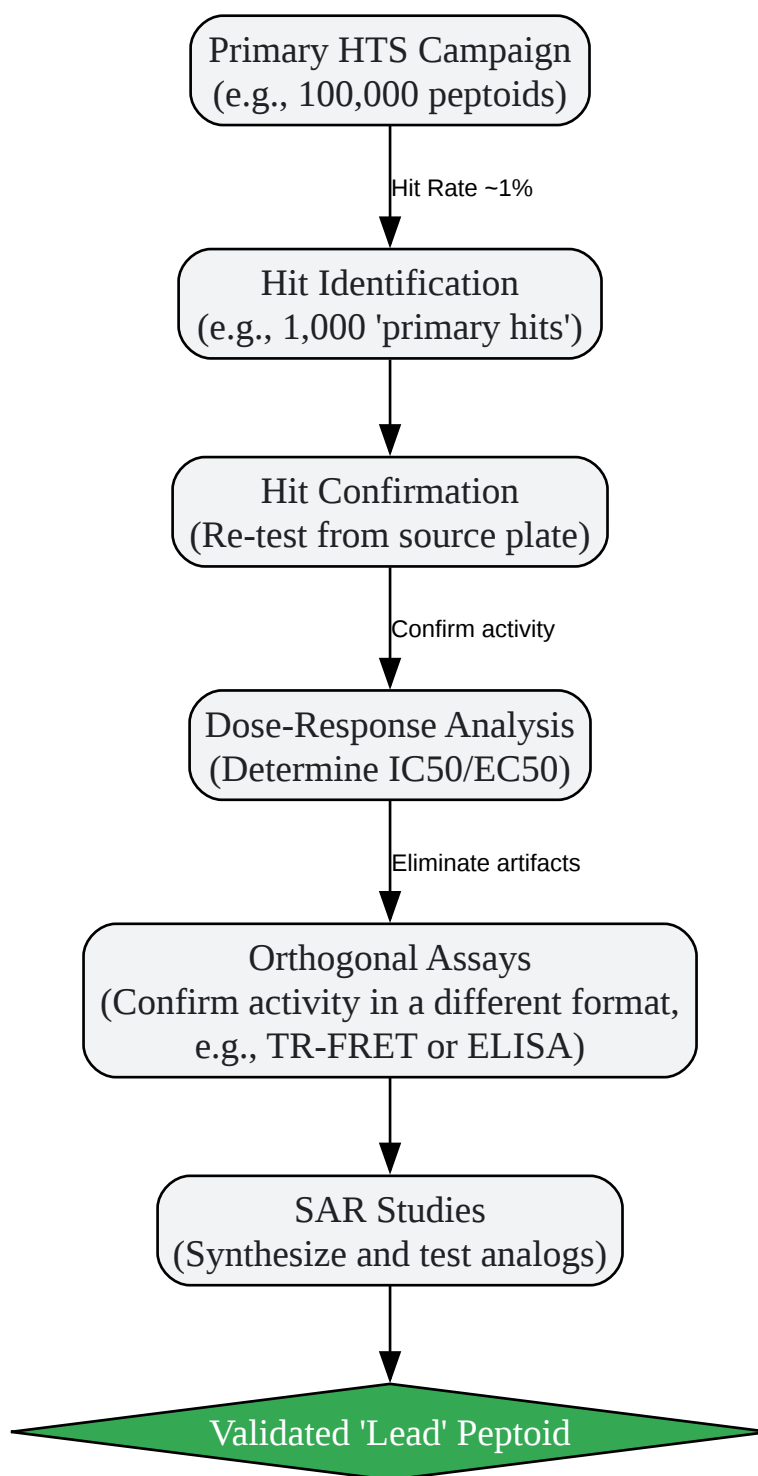 Primary HTS Campaign
(e.g., 100,000 peptoids)
Hit Rate ~1%
Hit Identification
(e.g., 1,000 'primary hits')
Hit Confirmation
(Re-test from source plate)
Confirm activity
Dose-Response Analysis
(Determine IC50/EC50)
Eliminate artifacts
Orthogonal Assays
(Confirm activity in a different format,
e.g., TR-FRET or ELISA)
SAR Studies
(Synthesize and test analogs)
Validated 'Lead' Peptoid